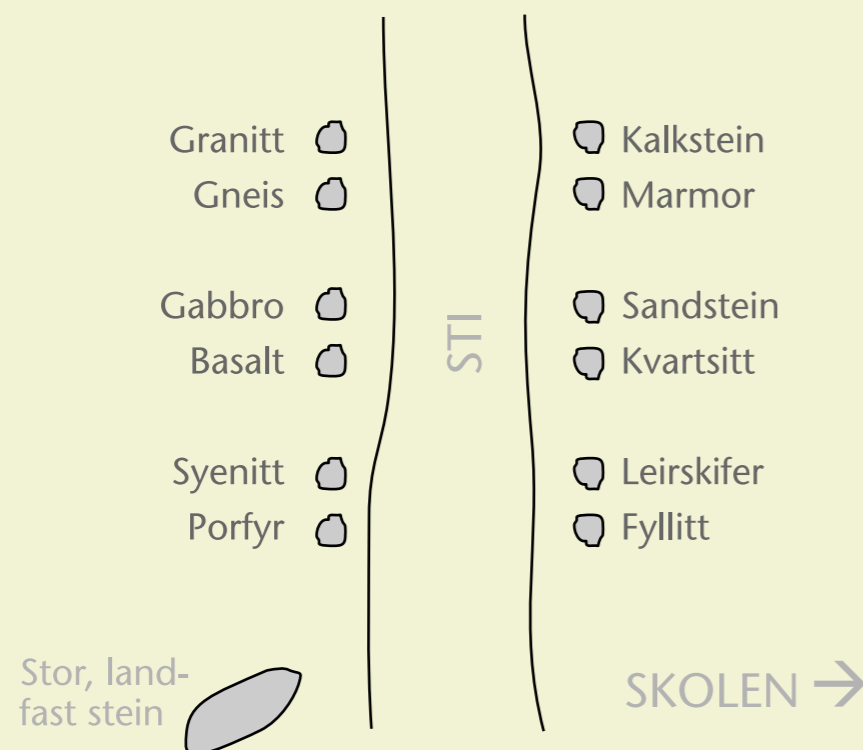 Granitt
Gneis
Gabbro
Basalt
Syenitt
Porfyr
Stor, land-
fast stein
STI
Kalkstein
Marmor
Sandstein
Kvartsitt
Leirskifer
Fyllitt
SKOLEN →